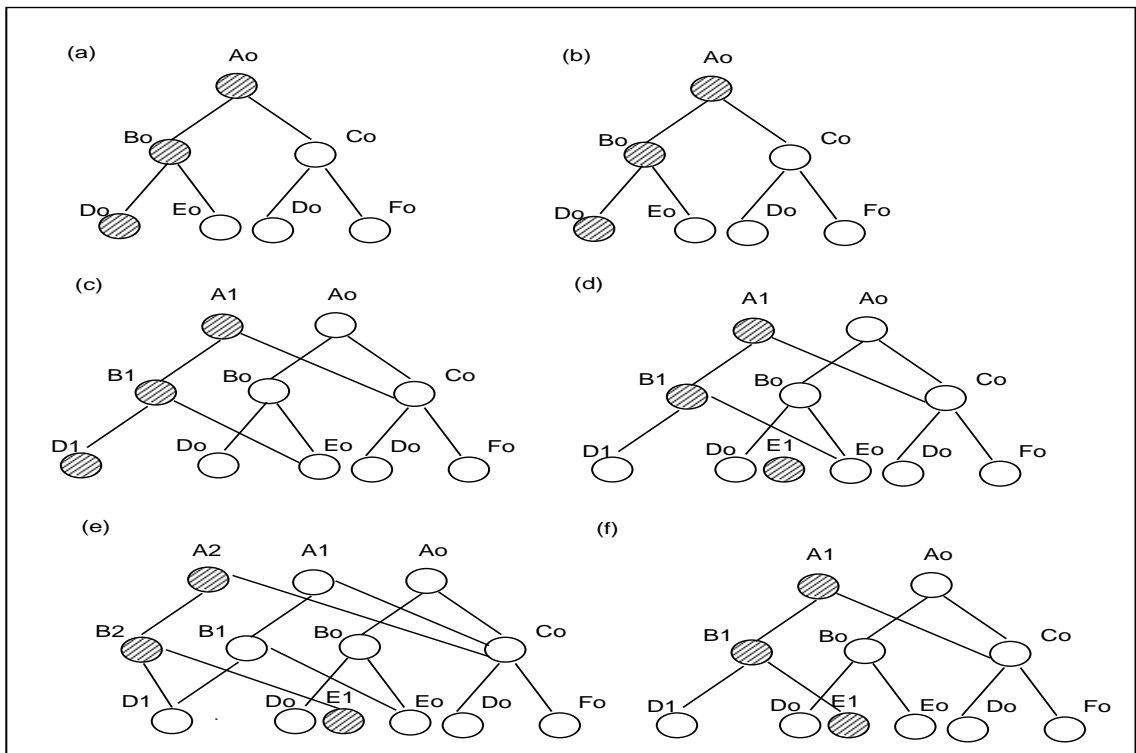 (a) (b)
Ao Ao
Bo Co Bo Co
Do Eo Do Fo Do Eo Do Fo
(c) (d)
A1 Ao A1 Ao
B1 Bo Co B1 Bo Co
D1 Do Eo Do Fo D1 Do E1 Eo Do Fo
(e) (f)
A2 A1 Ao A1 Ao
B2 B1 Bo Co B1 Bo Co
D1 Do E1 Eo Do Fo D1 Do E1 Eo Do Fo